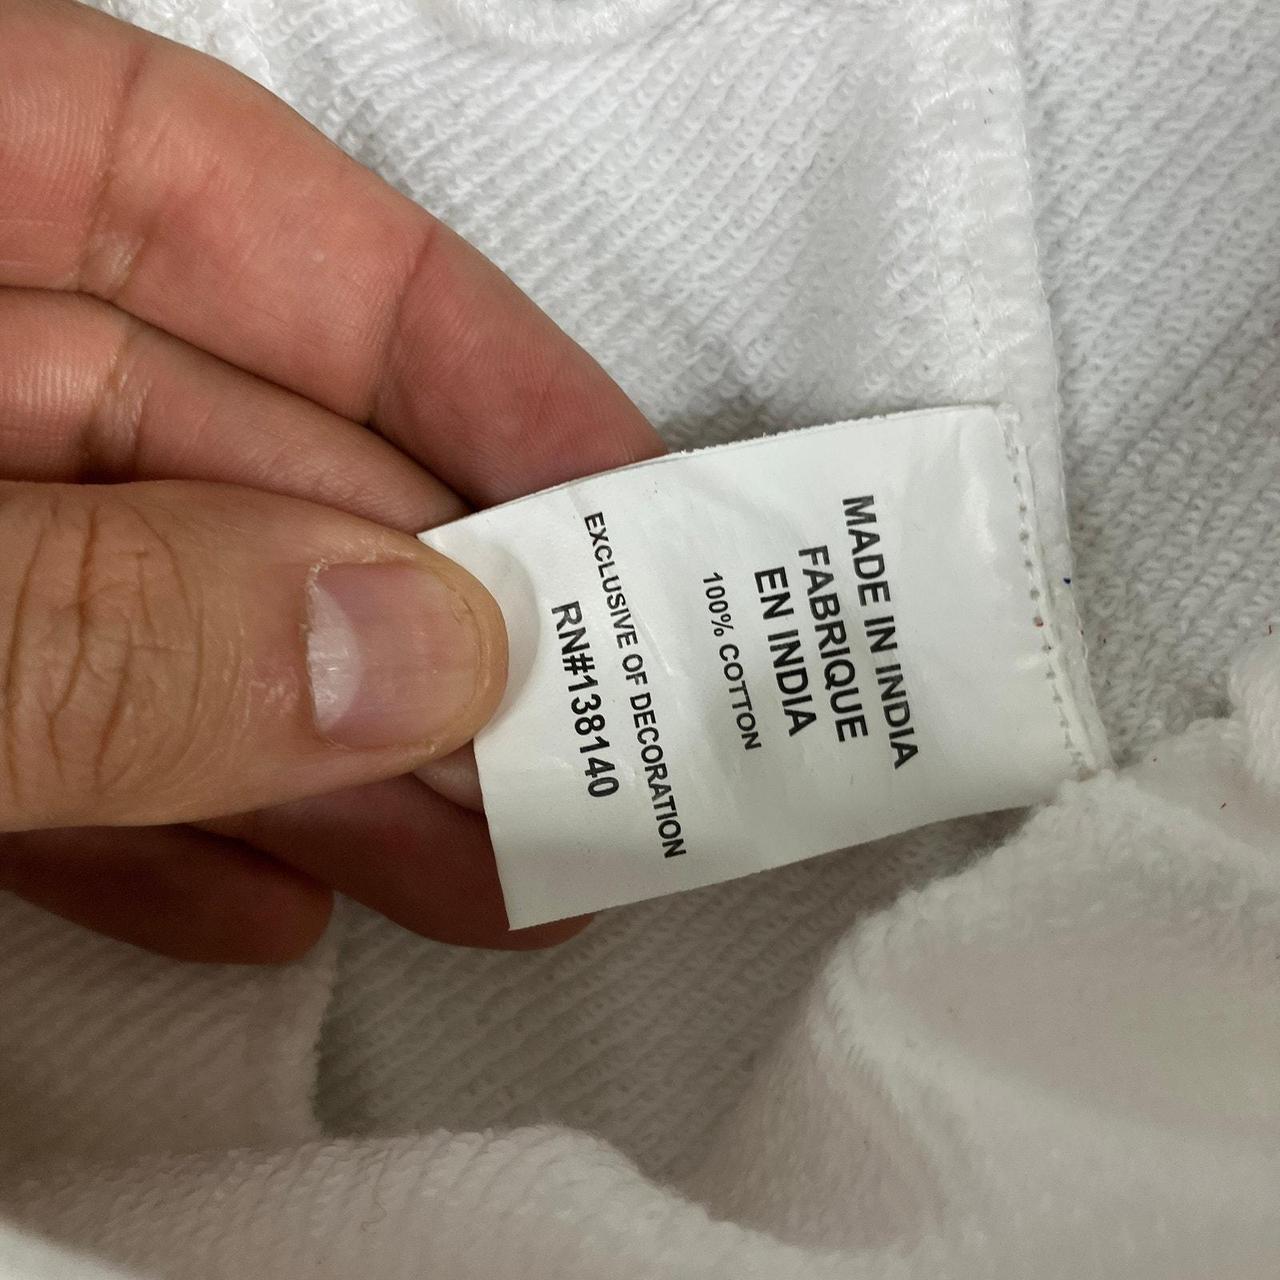 MADE IN INDIA
FABRIQUE
EN INDIA
100% COTTON
EXCLUSIVE OF DECORATION
RN#138140